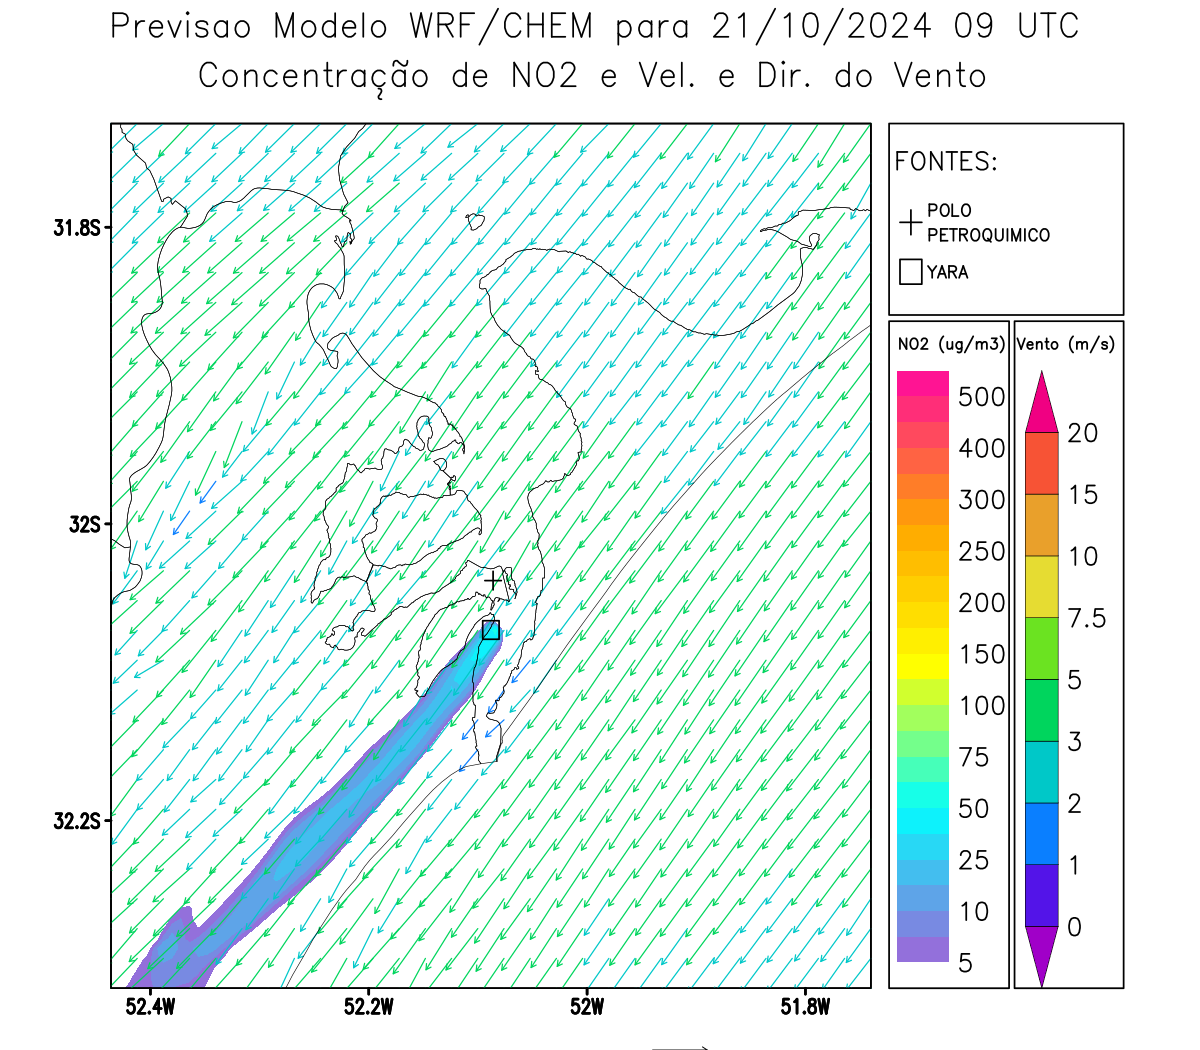 Previsao Modelo WRF/CHEM para 21/10/2024 09 UTC
Concentração de NO2 e Vel. e Dir. do Vento
FONTES:
POLO
PETROQUIMICO
YARA
NO2 (ug/m3)
500
400
300
250
200
150
100
75
50
25
10
5
Vento (m/s)
20
15
10
7.5
5
3
2
1
0
31.8S
32S
32.2S
52.4W
52.2W
52W
51.8W